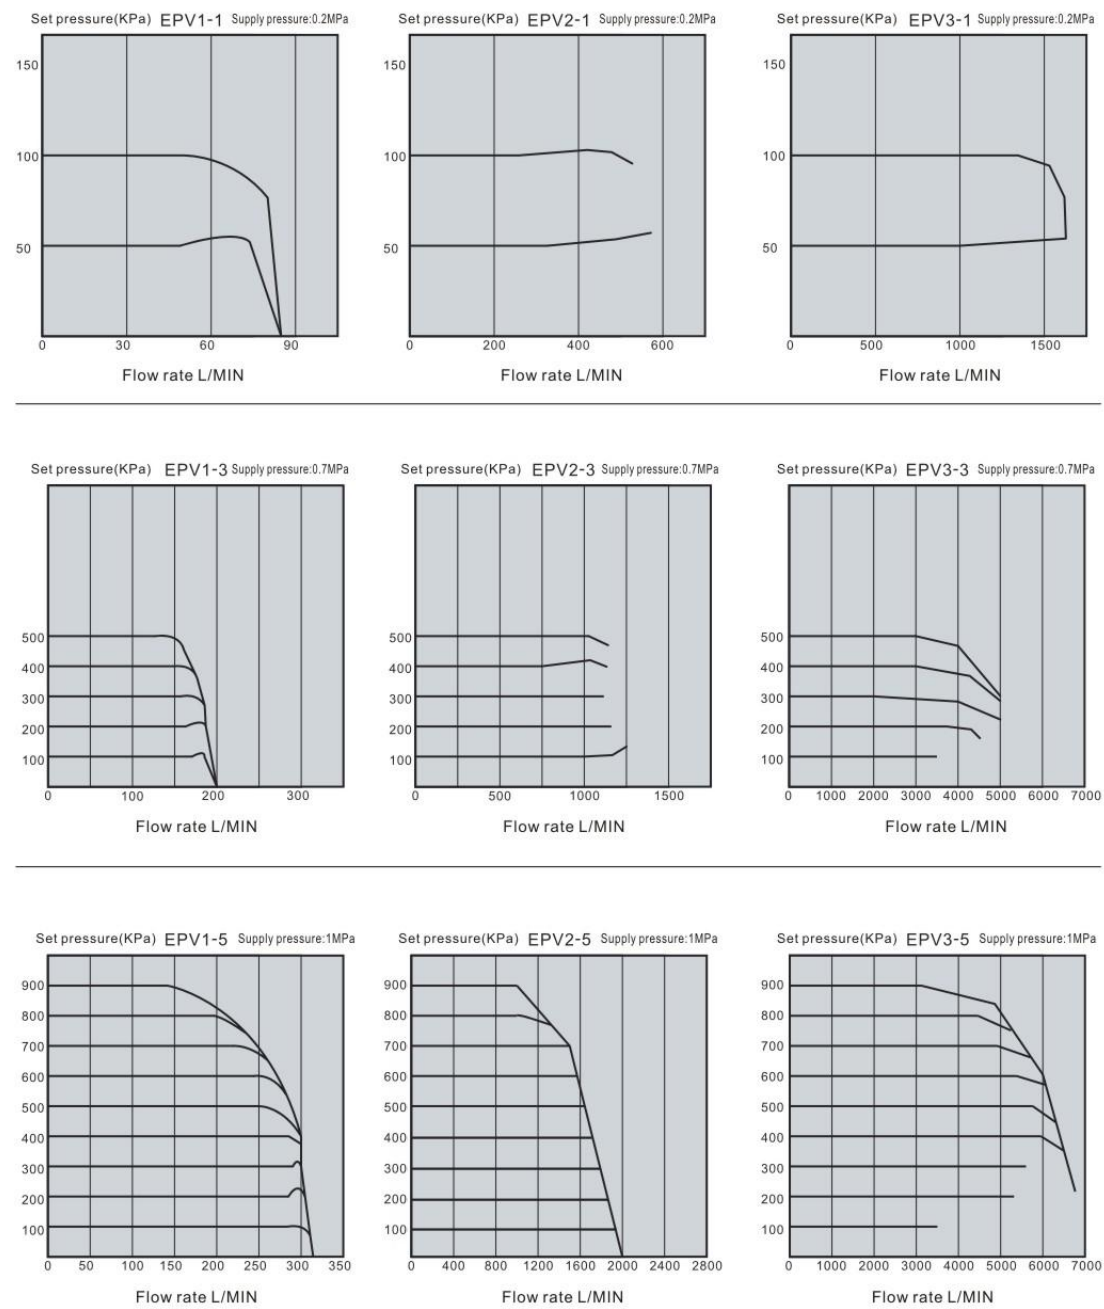 Set pressure(KPa) EPV1-1 Supply pressure:0.2MPa
150
100
50
0 30 60 90
Flow rate L/MIN
Set pressure(KPa) EPV2-1 Supply pressure:0.2MPa
150
100
50
0 200 400 600
Flow rate L/MIN
Set pressure(KPa) EPV3-1 Supply pressure:0.2MPa
150
100
50
0 500 1000 1500
Flow rate L/MIN
Set pressure(KPa) EPV1-3 Supply pressure:0.7MPa
500
400
300
200
100
0 100 200 300
Flow rate L/MIN
Set pressure(KPa) EPV2-3 Supply pressure:0.7MPa
500
400
300
200
100
0 500 1000 1500
Flow rate L/MIN
Set pressure(KPa) EPV3-3 Supply pressure:0.7MPa
500
400
300
200
100
0 1000 2000 3000 4000 5000 6000 7000
Flow rate L/MIN
Set pressure(KPa) EPV1-5 Supply pressure:1MPa
900
800
700
600
500
400
300
200
100
0 50 100 150 200 250 300 350
Flow rate L/MIN
Set pressure(KPa) EPV2-5 Supply pressure:1MPa
900
800
700
600
500
400
300
200
100
0 400 800 1200 1600 2000 2400 2800
Flow rate L/MIN
Set pressure(KPa) EPV3-5 Supply pressure:1MPa
900
800
700
600
500
400
300
200
100
0 1000 2000 3000 4000 5000 6000 7000
Flow rate L/MIN